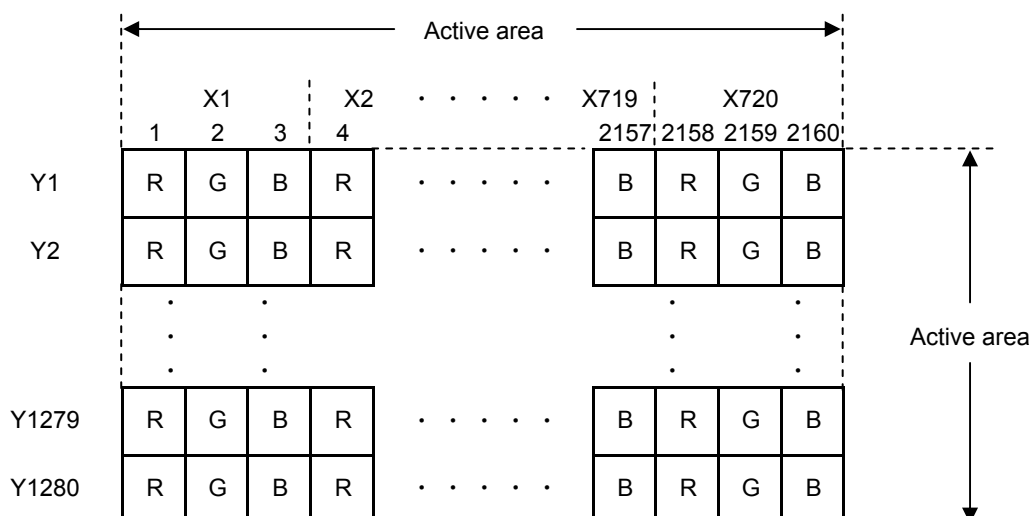 Active area
X1 X2 · · · · · X719 X720
1 2 3 4 2157 2158 2159 2160
Y1 R G B R · · · · · B R G B
Y2 R G B R · · · · · B R G B
Active area
Y1279 R G B R · · · · · B R G B
Y1280 R G B R · · · · · B R G B